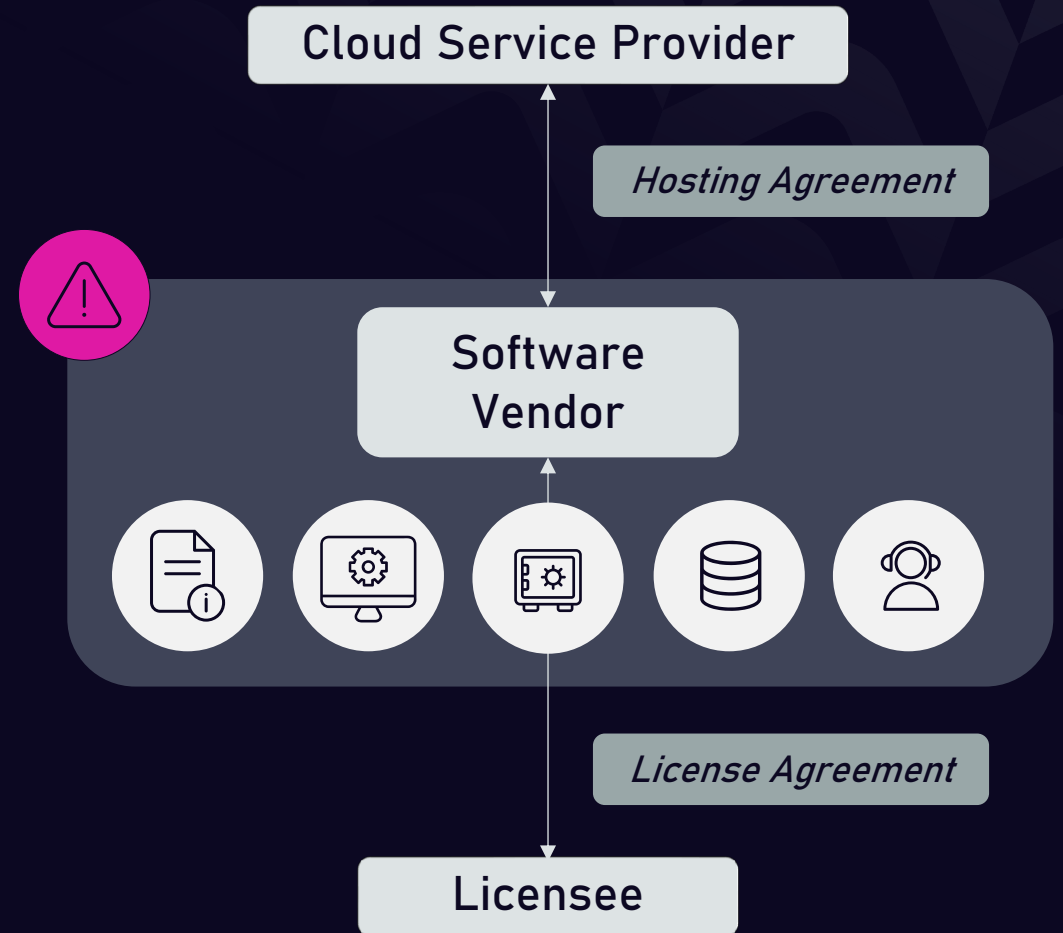 Cloud Service Provider
Hosting Agreement
Software
Vendor
License Agreement
Licensee